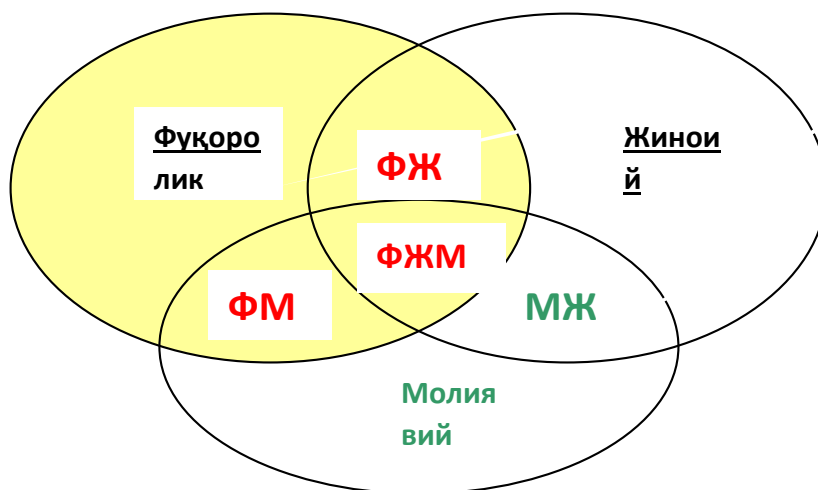 Фуқоро
лик
Жинои
й
ФЖ
ФЖМ
ФМ
МЖ
Молия
вий